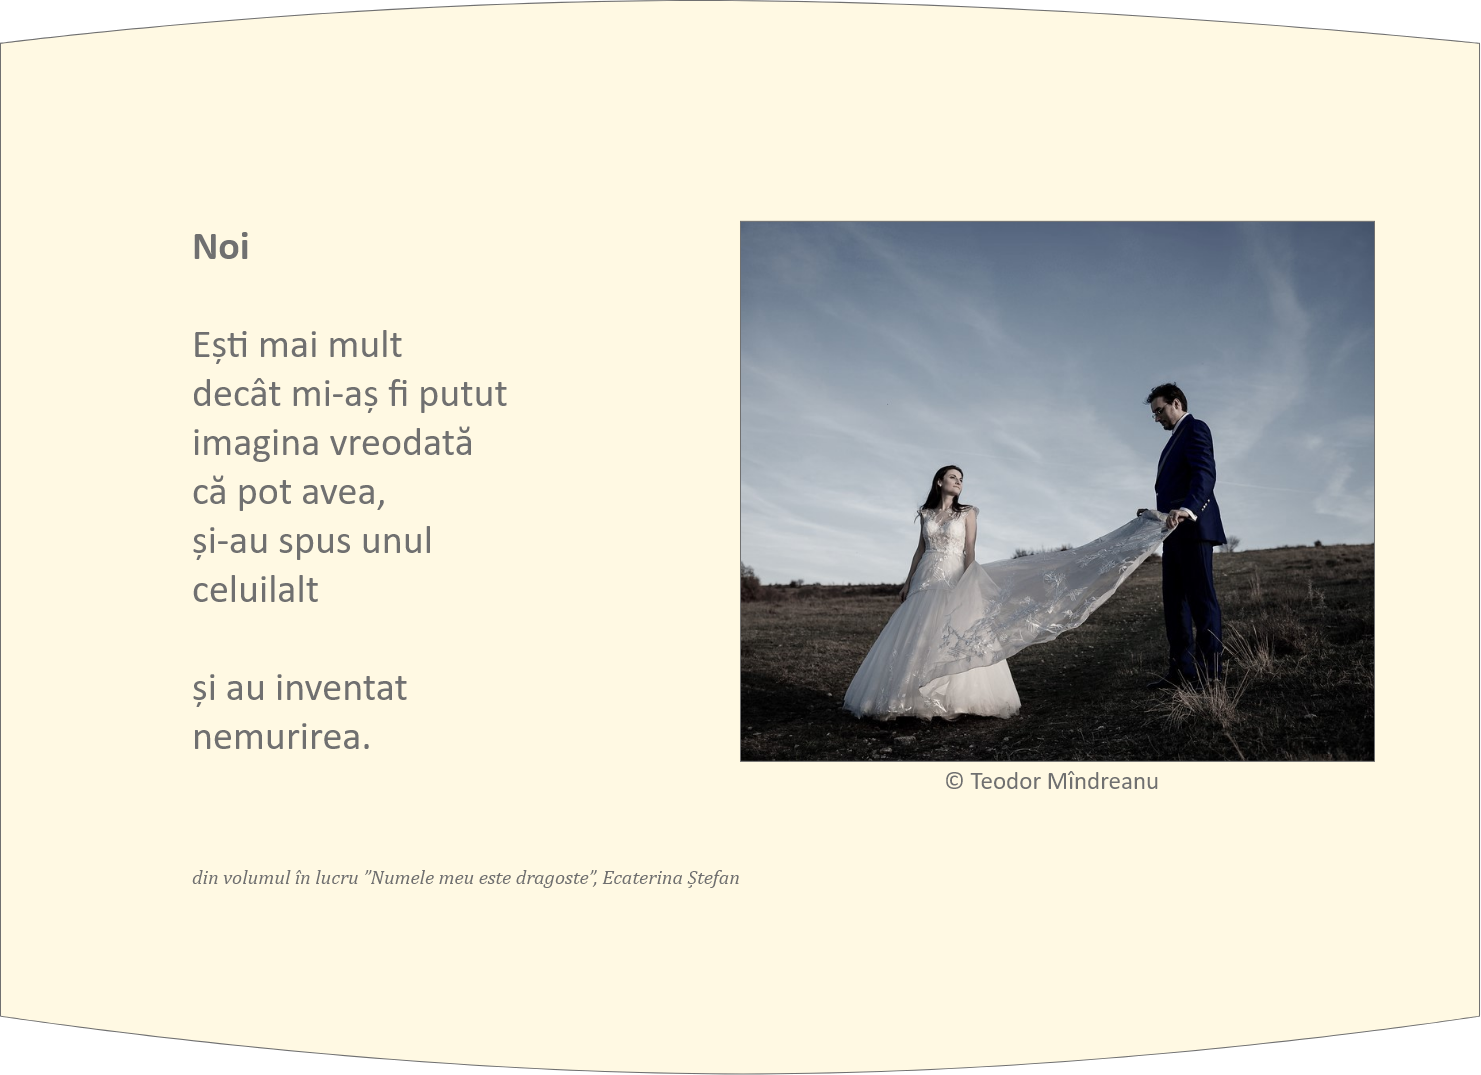 Noi
Ești mai mult
decât mi-aș fi putut
imagina vreodată
că pot avea,
și-au spus unul
celuilalt
și au inventat
nemurirea.
© Teodor Mîndreanu
din volumul în lucru ”Numele meu este dragoste”, Ecaterina Ștefan